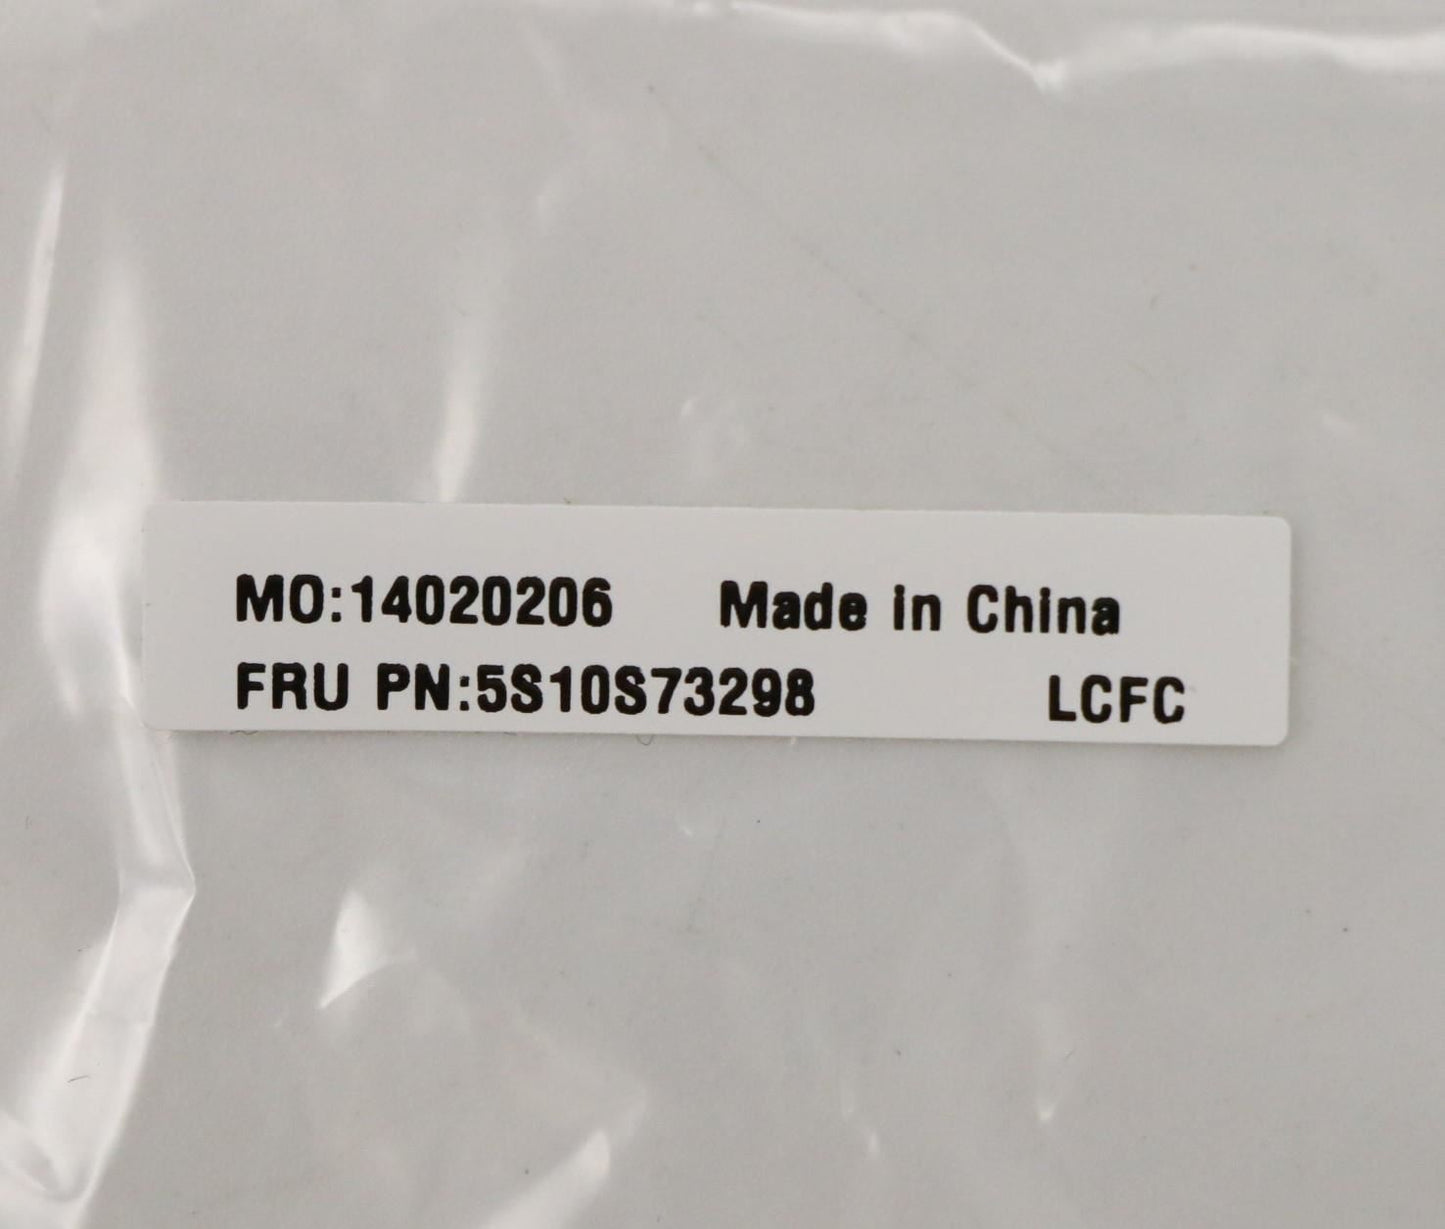 MO:14020206 Made in China
FRU PN:5S10S73298 LCFC